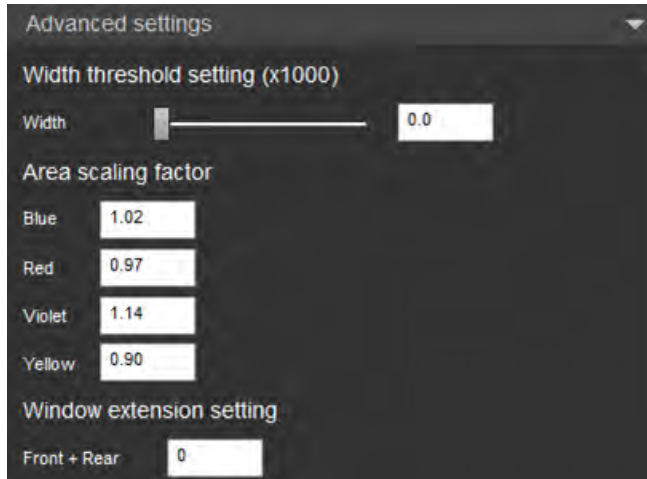 Advanced settings
Width threshold setting (x1000)
Width 0.0
Area scaling factor
Blue 1.02
Red 0.97
Violet 1.14
Yellow 0.90
Window extension setting
Front + Rear 0